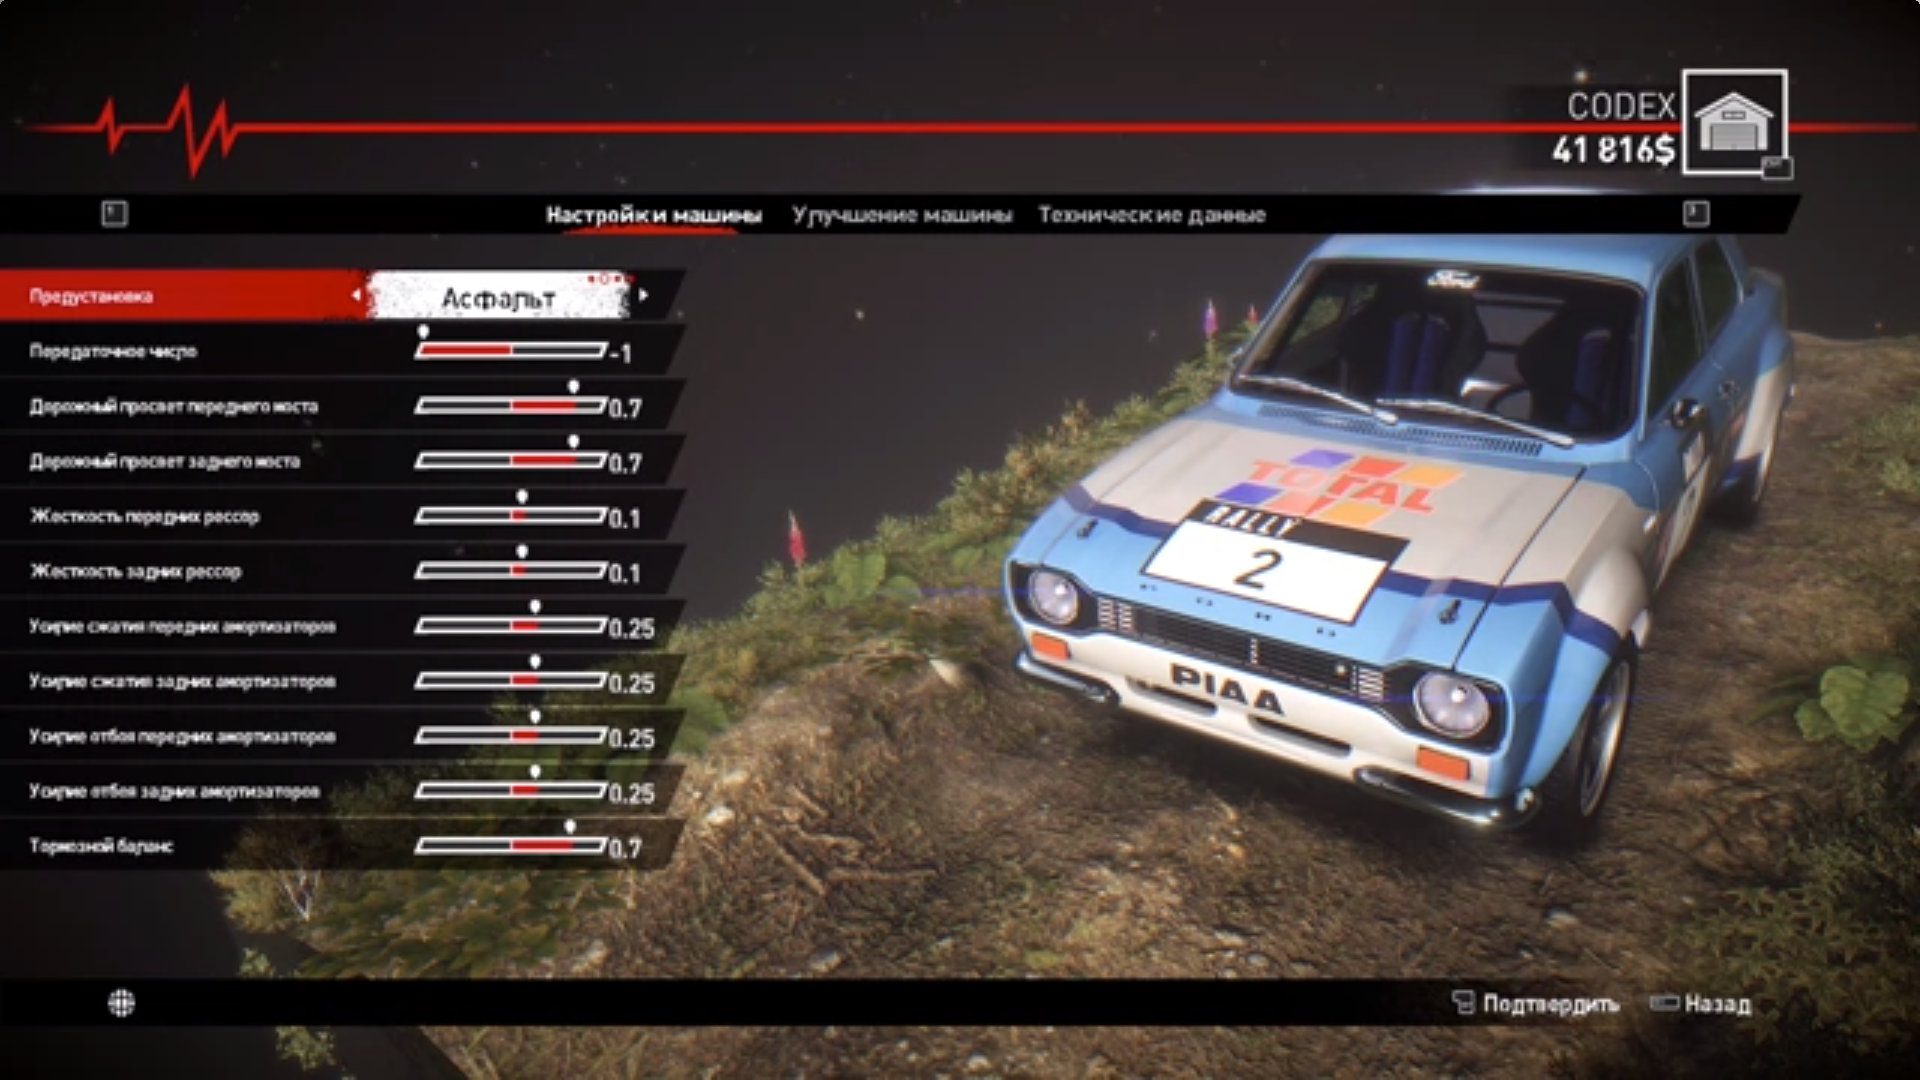 CODEX
41 816$
Настройки машины Улучшение машины Технические данные
Предустановка Асфальт
Передаточное число -1
Дорожный просвет переднего моста 0.7
Дорожный просвет заднего моста 0.7
Жесткость передних рессор 0.1
Жесткость задних рессор 0.1
Усилие сжатия передних амортизаторов 0.25
Усилие сжатия задних амортизаторов 0.25
Усилие отбоя передних амортизаторов 0.25
Усилие отбоя задних амортизаторов 0.25
Тормозной баланс 0.7
Ford
TOTAL
RALLY
2
F O R D
PIAA
Подтвердить Назад